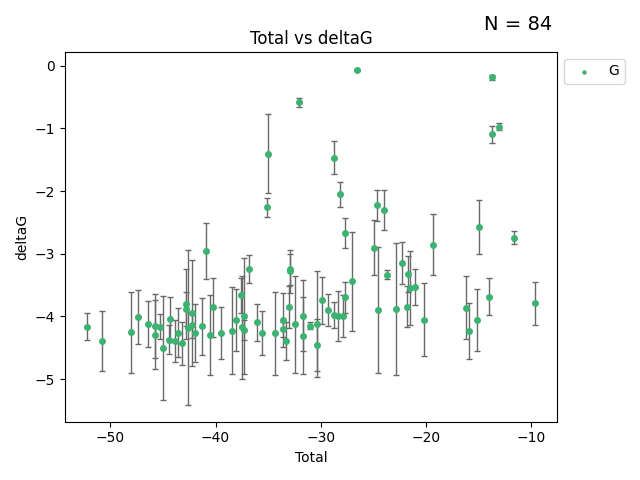 N = 84
Total vs deltaG
G
0
−1
−2
−3
−4
−5
deltaG
−50 −40 −30 −20 −10
Total